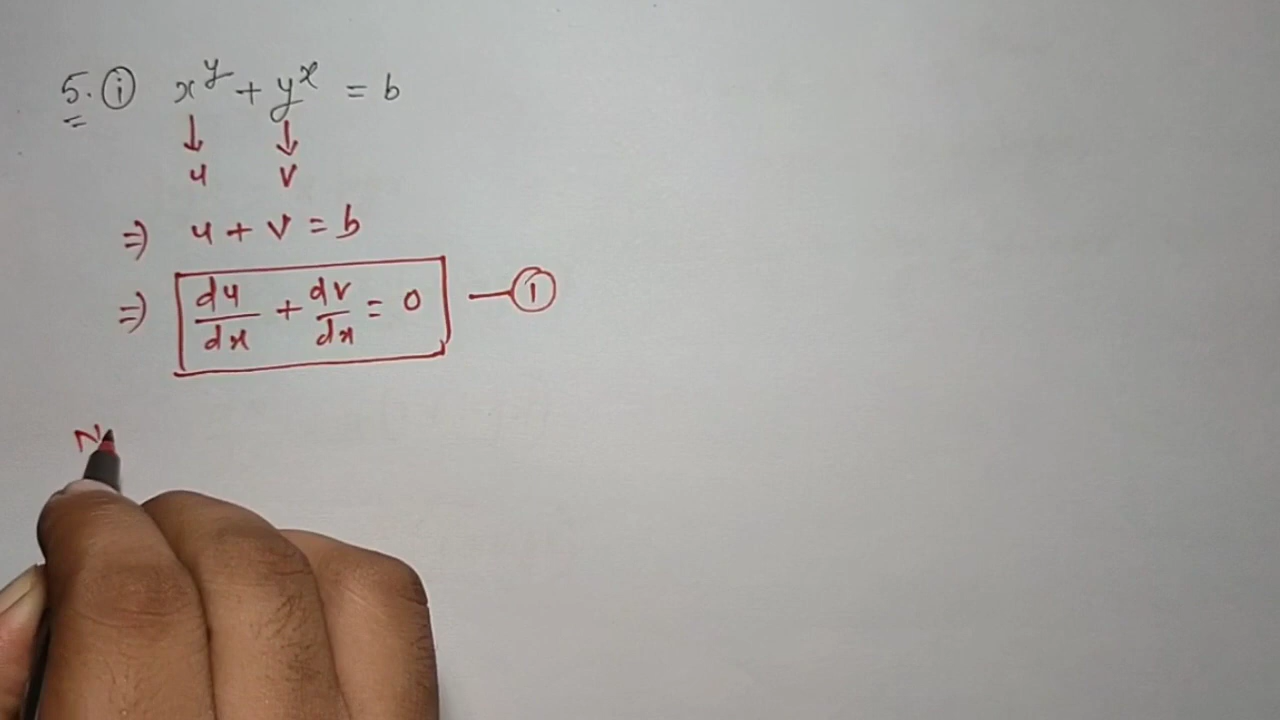 5. ⓘ x^y + y^x = b
↓ ↓
u v
⇒ u + v = b
⇒ du/dx + dv/dx = 0 — ①
N